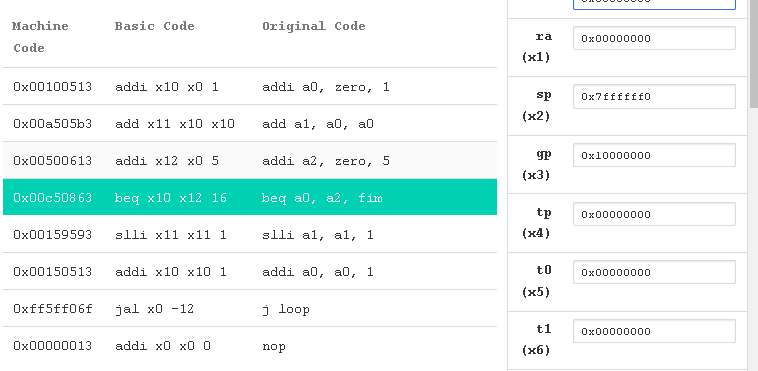 Machine Code Basic Code Original Code
0x00100513 addi x10 x0 1 addi a0, zero, 1
0x00a505b3 add x11 x10 x10 add a1, a0, a0
0x00500613 addi x12 x0 5 addi a2, zero, 5
0x00c50863 beq x10 x12 16 beq a0, a2, fim
0x00159593 slli x11 x11 1 slli a1, a1, 1
0x00150513 addi x10 x10 1 addi a0, a0, 1
0xff5ff06f jal x0 -12 j loop
0x00000013 addi x0 x0 0 nop
ra (x1) 0x00000000
sp (x2) 0x7ffffff0
gp (x3) 0x10000000
tp (x4) 0x00000000
t0 (x5) 0x00000000
t1 (x6) 0x00000000